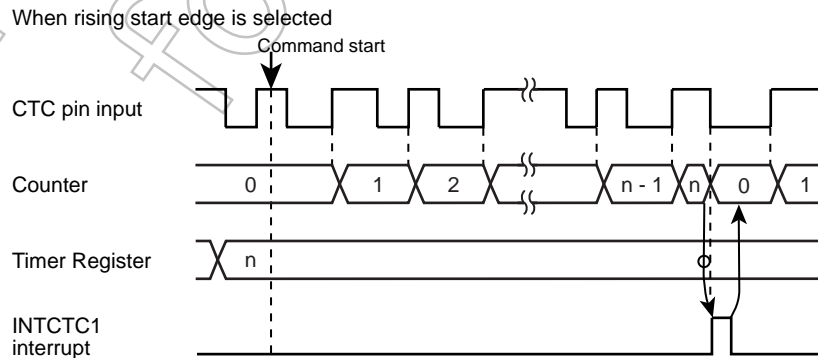 When rising start edge is selected
Command start
CTC pin input
Counter
0 1 2 n - 1 n 0 1
Timer Register
n
INTCTC1
interrupt